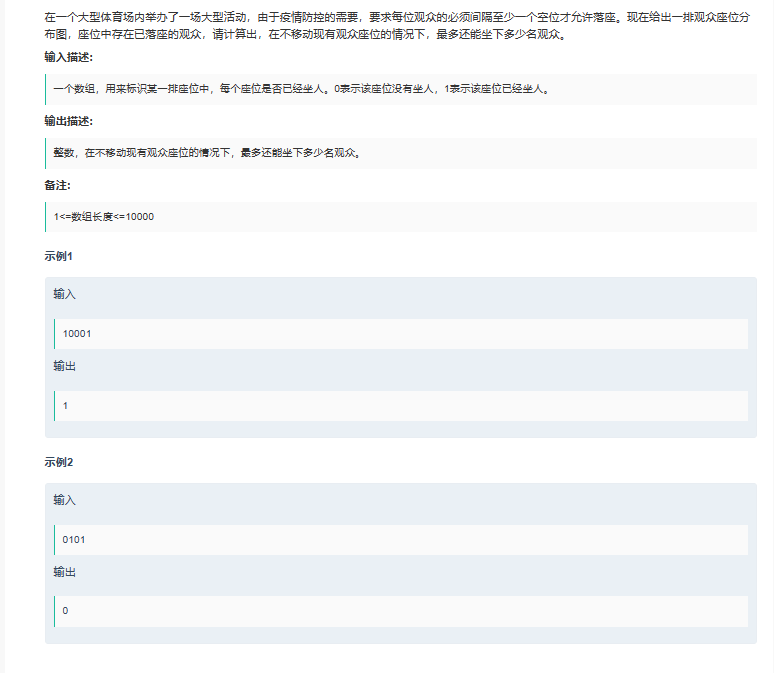 在一个大型体育场内举办了一场大型活动，由于疫情防控的需要，要求每位观众的必须间隔至少一个空位才允许落座。现在给出一排观众座位分
布图，座位中存在已落座的观众，请计算出，在不移动现有观众座位的情况下，最多还能坐下多少名观众。
输入描述:
一个数组，用来标识某一排座位中，每个座位是否已经坐人。0表示该座位没有坐人，1表示该座位已经坐人。
输出描述:
整数，在不移动现有观众座位的情况下，最多还能坐下多少名观众。
备注:
1<=数组长度<=10000
示例1
输入
10001
输出
1
示例2
输入
0101
输出
0